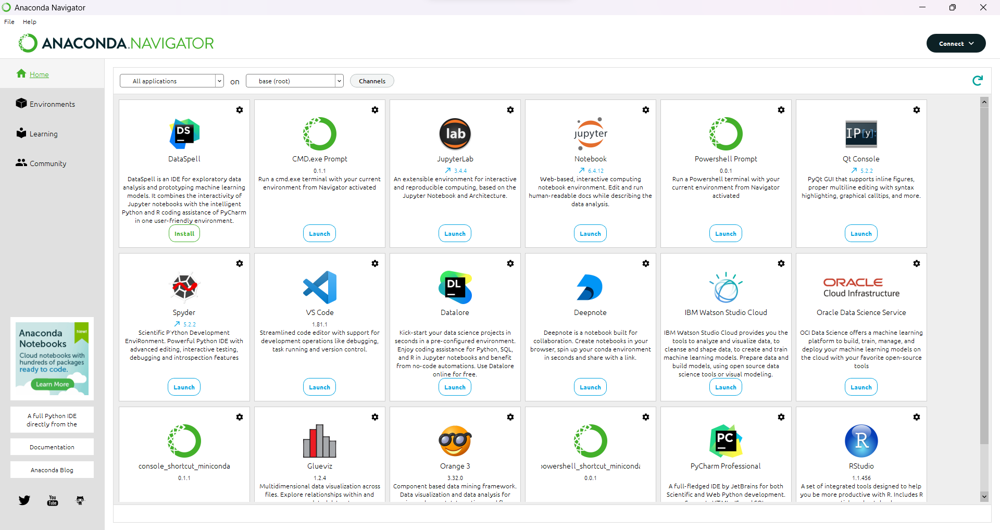 Anaconda Navigator
File Help
ANACONDA.NAVIGATOR
Connect
Home
Environments
Learning
Community
Anaconda
Notebooks
New!
Cloud notebooks with
hundreds of packages
ready to code.
Learn More
A full Python IDE
directly from the
Documentation
Anaconda Blog
You
Tube
All applications on base (root) Channels
DS
DataSpell
DataSpell is an IDE for exploratory data
analysis and prototyping machine learning
models. It combines the interactivity of
Jupyter notebooks with the intelligent
Python and R coding assistance of PyCharm
in one user-friendly environment.
Install
CMD.exe Prompt
0.1.1
Run a cmd.exe terminal with your current
environment from Navigator activated
Launch
lab
JupyterLab
3.4.4
An extensible environment for interactive
and reproducible computing, based on the
Jupyter Notebook and Architecture.
Launch
jupyter
Notebook
6.4.12
Web-based, interactive computing
notebook environment. Edit and run
human-readable docs while describing the
data analysis.
Launch
Powershell Prompt
0.0.1
Run a Powershell terminal with your
current environment from Navigator
activated
Launch
IP[y]:
Qt Console
5.2.2
PyQt GUI that supports inline figures,
proper multiline editing with syntax
highlighting, graphical calltips, and more.
Launch
Spyder
5.2.2
Scientific PYthon Development
EnviRonment. Powerful Python IDE with
advanced editing, interactive testing,
debugging and introspection features
Launch
VS Code
1.81.1
Streamlined code editor with support for
development operations like debugging,
task running and version control.
Launch
DL
Datalore
Kick-start your data science projects in
seconds in a pre-configured environment.
Enjoy coding assistance for Python, SQL,
and R in Jupyter notebooks and benefit
from no-code automations. Use Datalore
online for free.
Launch
Deepnote
Deepnote is a notebook built for
collaboration. Create notebooks in your
browser, spin up your conda environment
in seconds and share with a link.
Launch
IBM Watson Studio Cloud
IBM Watson Studio Cloud provides you the
tools to analyze and visualize data, to
cleanse and shape data, to create and train
machine learning models. Prepare data and
build models, using open source data
science tools or visual modeling.
Launch
ORACLE
Cloud Infrastructure
Oracle Data Science Service
OCI Data Science offers a machine learning
platform to build, train, manage, and
deploy your machine learning models on
the cloud with your favorite open-source
tools
Launch
console_shortcut_miniconda
0.1.1
Glueviz
1.2.4
Multidimensional data visualization across
files. Explore relationships within and
Orange 3
3.32.0
Component based data mining framework.
Data visualization and data analysis for
powershell_shortcut_miniconda
0.0.1
PC
PyCharm Professional
A full-fledged IDE by JetBrains for both
Scientific and Web Python development.
R
RStudio
1.1.456
A set of integrated tools designed to help
you be more productive with R. Includes R